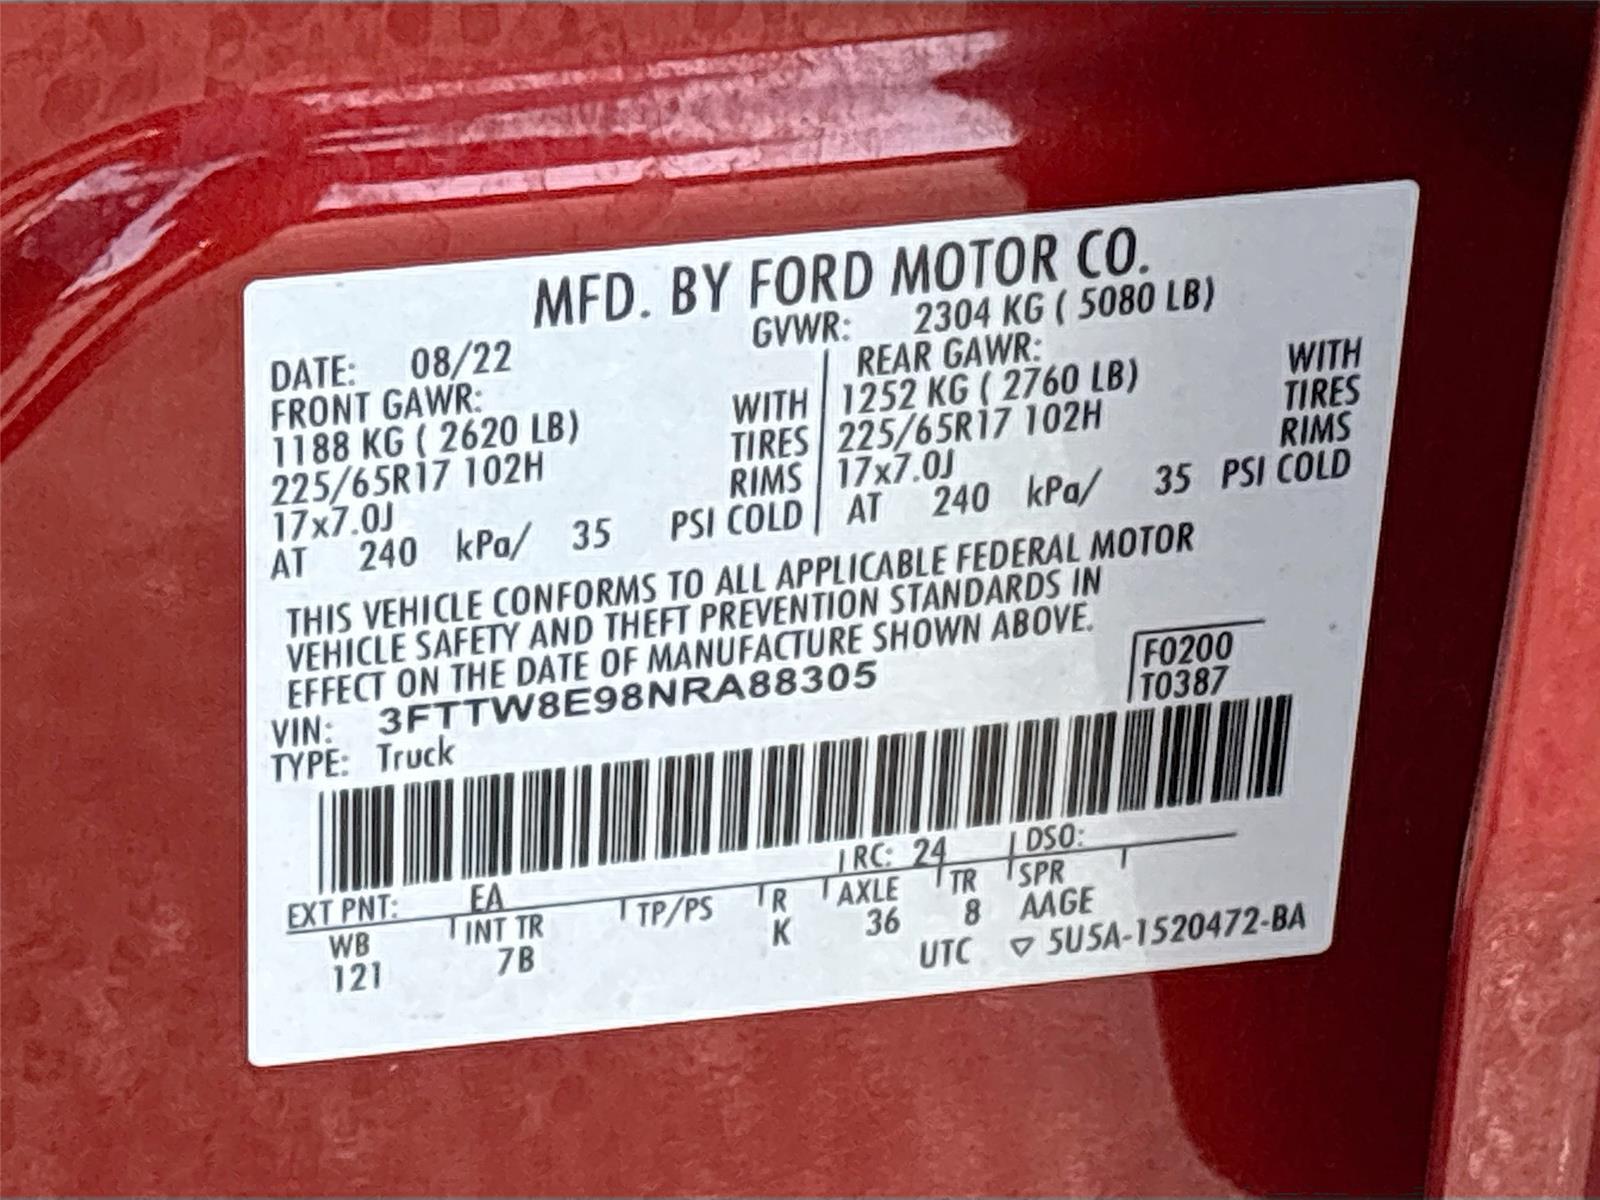 MFD. BY FORD MOTOR CO.
DATE: 08/22 GVWR: 2304 KG ( 5080 LB)
FRONT GAWR: REAR GAWR:
1188 KG ( 2620 LB) WITH 1252 KG ( 2760 LB) WITH
225/65R17 102H TIRES 225/65R17 102H TIRES
17x7.0J RIMS 17x7.0J RIMS
AT 240 kPa/ 35 PSI COLD AT 240 kPa/ 35 PSI COLD
THIS VEHICLE CONFORMS TO ALL APPLICABLE FEDERAL MOTOR
VEHICLE SAFETY AND THEFT PREVENTION STANDARDS IN
EFFECT ON THE DATE OF MANUFACTURE SHOWN ABOVE.
VIN: 3FTTW8E98NRA88305 F0200
TYPE: Truck T0387
EXT PNT: EA RC: 24 DSO:
WB INT TR TP/PS R AXLE TR SPR
121 7B K 36 8 AAGE
UTC ▽ 5U5A-1520472-BA